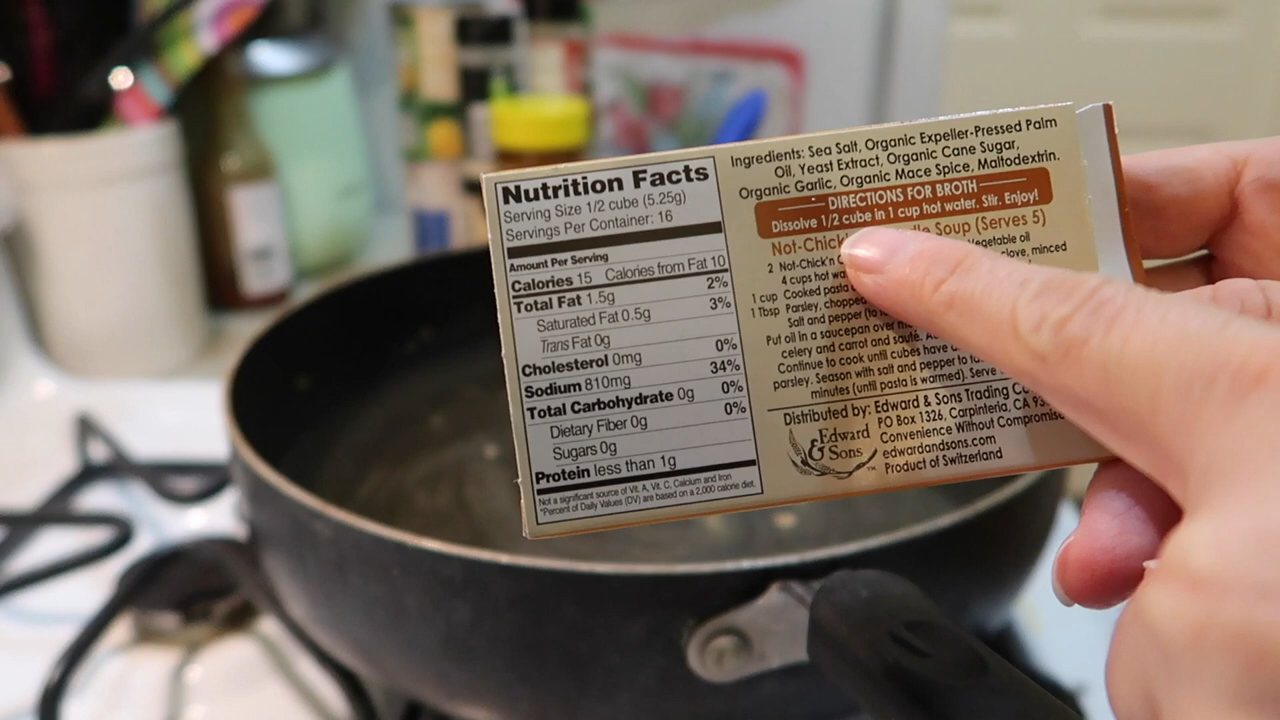 Nutrition Facts
Serving Size 1/2 cube (5.25g)
Servings Per Container: 16
Amount Per Serving
Calories 15 Calories from Fat 10
Total Fat 1.5g 2%
Saturated Fat 0.5g 3%
Trans Fat 0g
Cholesterol 0mg 0%
Sodium 810mg 34%
Total Carbohydrate 0g 0%
Dietary Fiber 0g 0%
Sugars 0g
Protein less than 1g
Not a significant source of Vit. A, Vit. C, Calcium and Iron
*Percent of Daily Values (DV) are based on a 2,000 calorie diet.
Ingredients: Sea Salt, Organic Expeller-Pressed Palm
Oil, Yeast Extract, Organic Cane Sugar,
Organic Garlic, Organic Mace Spice, Maltodextrin.
DIRECTIONS FOR BROTH
Dissolve 1/2 cube in 1 cup hot water. Stir. Enjoy!
Soup (Serves 5)
2 Not-Chick'n Vegetable oil
4 cups hot minced
1 cup Cooked pasta
1 Tbsp Parsley, chopped
Salt and pepper
Put oil in a saucepan over
celery and carrot and sauté.
Continue to cook until cubes have
parsley. Season with salt and pepper to
minutes (until pasta is warmed). Serve
Distributed by: Edward & Sons Trading
PO Box 1326, Carpinteria, CA
Convenience Without Compromise
edwardandsons.com
Product of Switzerland
Edward
& Sons
TM